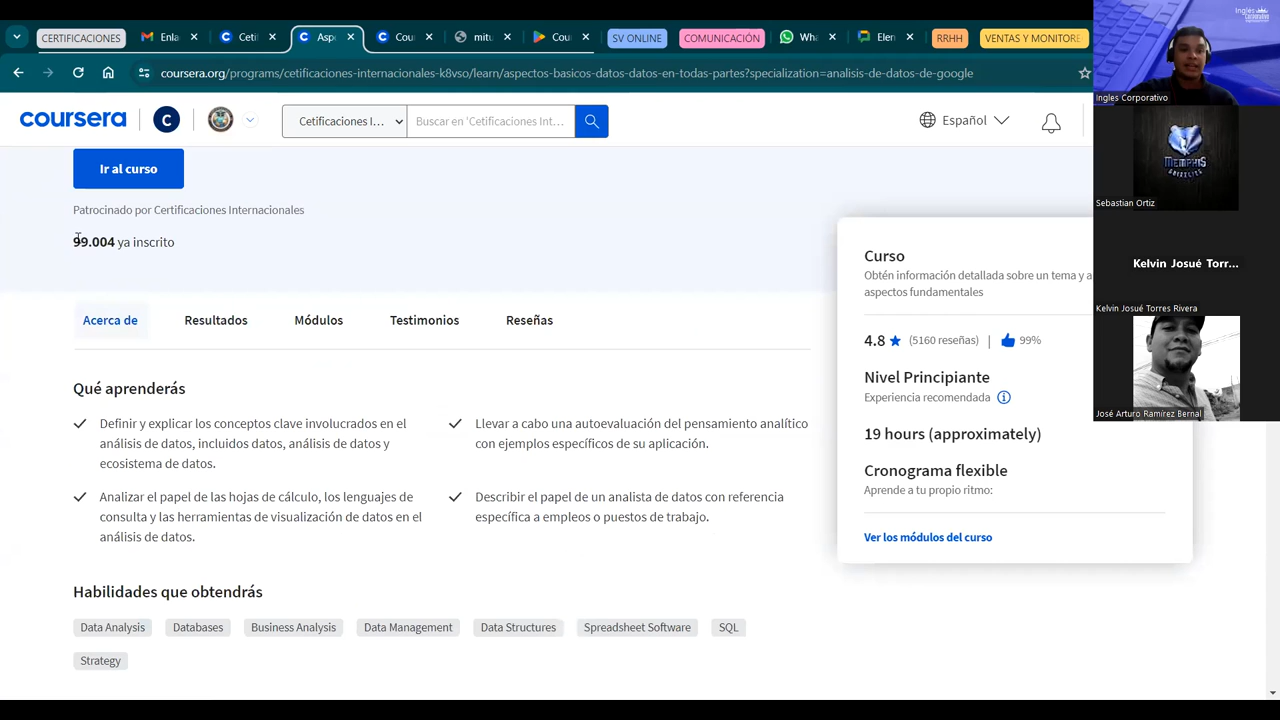 CERTIFICACIONES
Enla
Ceti
Asp
Cou
mitu
Cou
SV ONLINE
COMUNICACIÓN
Wha
Elen
RRHH
VENTAS Y MONITORE
coursera.org/programs/cetificaciones-internacionales-k8vso/learn/aspectos-basicos-datos-datos-en-todas-partes?specialization=analisis-de-datos-de-google
coursera
C
Cetificaciones I...
Buscar en 'Cetificaciones Int...
Español
Ir al curso
Patrocinado por Certificaciones Internacionales
99.004 ya inscrito
Acerca de
Resultados
Módulos
Testimonios
Reseñas
Qué aprenderás
Definir y explicar los conceptos clave involucrados en el
análisis de datos, incluidos datos, análisis de datos y
ecosistema de datos.
Llevar a cabo una autoevaluación del pensamiento analítico
con ejemplos específicos de su aplicación.
Analizar el papel de las hojas de cálculo, los lenguajes de
consulta y las herramientas de visualización de datos en el
análisis de datos.
Describir el papel de un analista de datos con referencia
específica a empleos o puestos de trabajo.
Habilidades que obtendrás
Data Analysis
Databases
Business Analysis
Data Management
Data Structures
Spreadsheet Software
SQL
Strategy
Curso
Obtén información detallada sobre un tema y a
aspectos fundamentales
4.8 (5160 reseñas) | 99%
Nivel Principiante
Experiencia recomendada
19 hours (approximately)
Cronograma flexible
Aprende a tu propio ritmo:
Ver los módulos del curso
Inglés
Corporativo
Ingles Corporativo
MEMPHIS
GRIZZLIES
Sebastian Ortiz
Kelvin Josué Torr...
Kelvin Josué Torres Rivera
José Arturo Ramírez Bernal